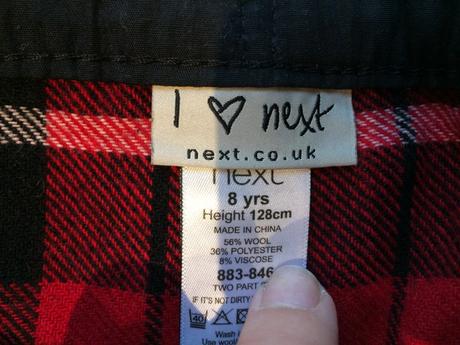 I ♡ next
next.co.uk
next
8 yrs
Height 128cm
MADE IN CHINA
56% WOOL
36% POLYESTER
8% VISCOSE
883-846
TWO PART
IF IT'S NOT DIRTY
40
Wash
Use wool